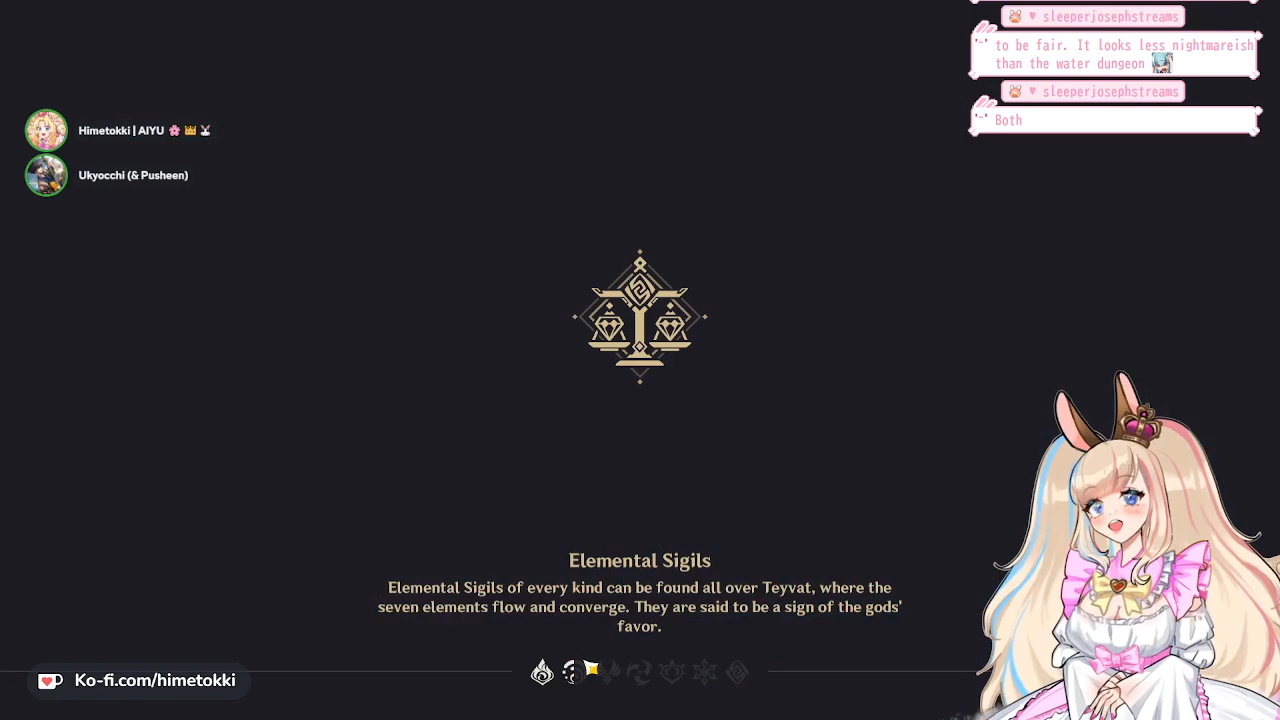 sleeperjosephstreams
to be fair. It looks less nightmareish
than the water dungeon
sleeperjosephstreams
Both
Himetokki | AIYU
Ukyocchi (& Pusheen)
Elemental Sigils
Elemental Sigils of every kind can be found all over Teyvat, where the
seven elements flow and converge. They are said to be a sign of the gods'
favor.
Ko-fi.com/himetokki